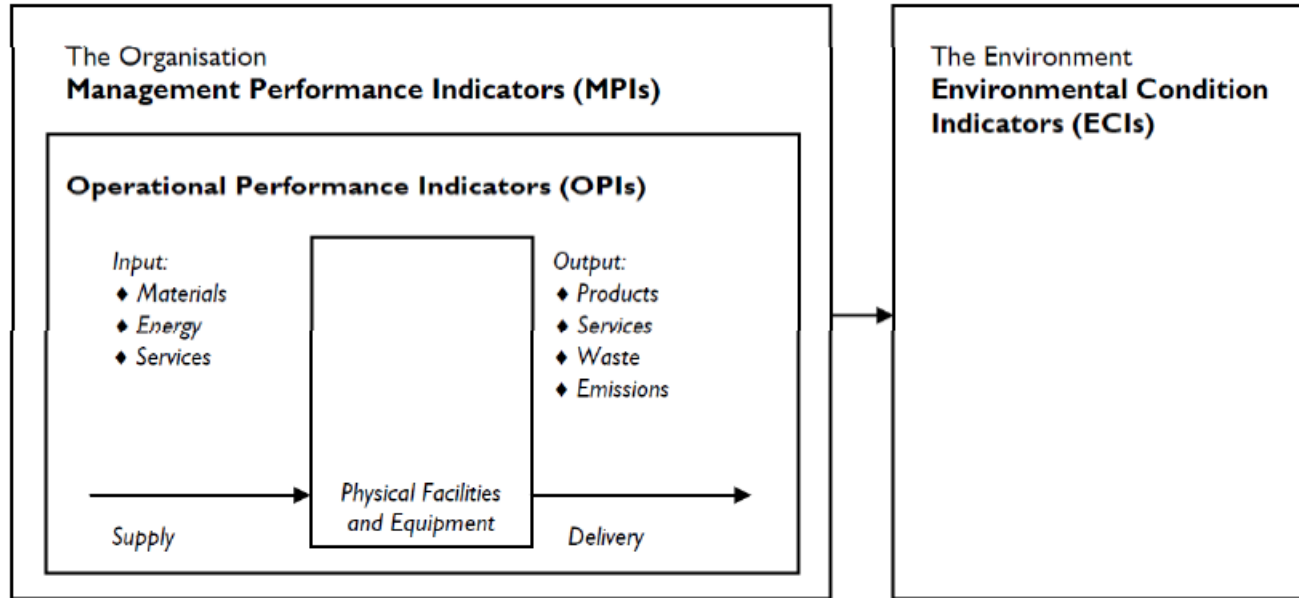 The Organisation
Management Performance Indicators (MPIs)
Operational Performance Indicators (OPIs)
Input:
♦ Materials
♦ Energy
♦ Services
Supply
Physical Facilities
and Equipment
Output:
♦ Products
♦ Services
♦ Waste
♦ Emissions
Delivery
The Environment
Environmental Condition
Indicators (ECIs)